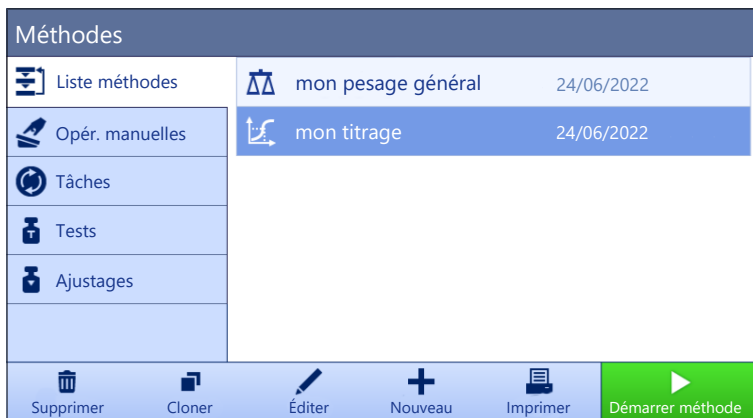 Méthodes
Liste méthodes
Opér. manuelles
Tâches
Tests
Ajustages
mon pesage général 24/06/2022
mon titrage 24/06/2022
Supprimer Cloner Éditer Nouveau Imprimer Démarrer méthode